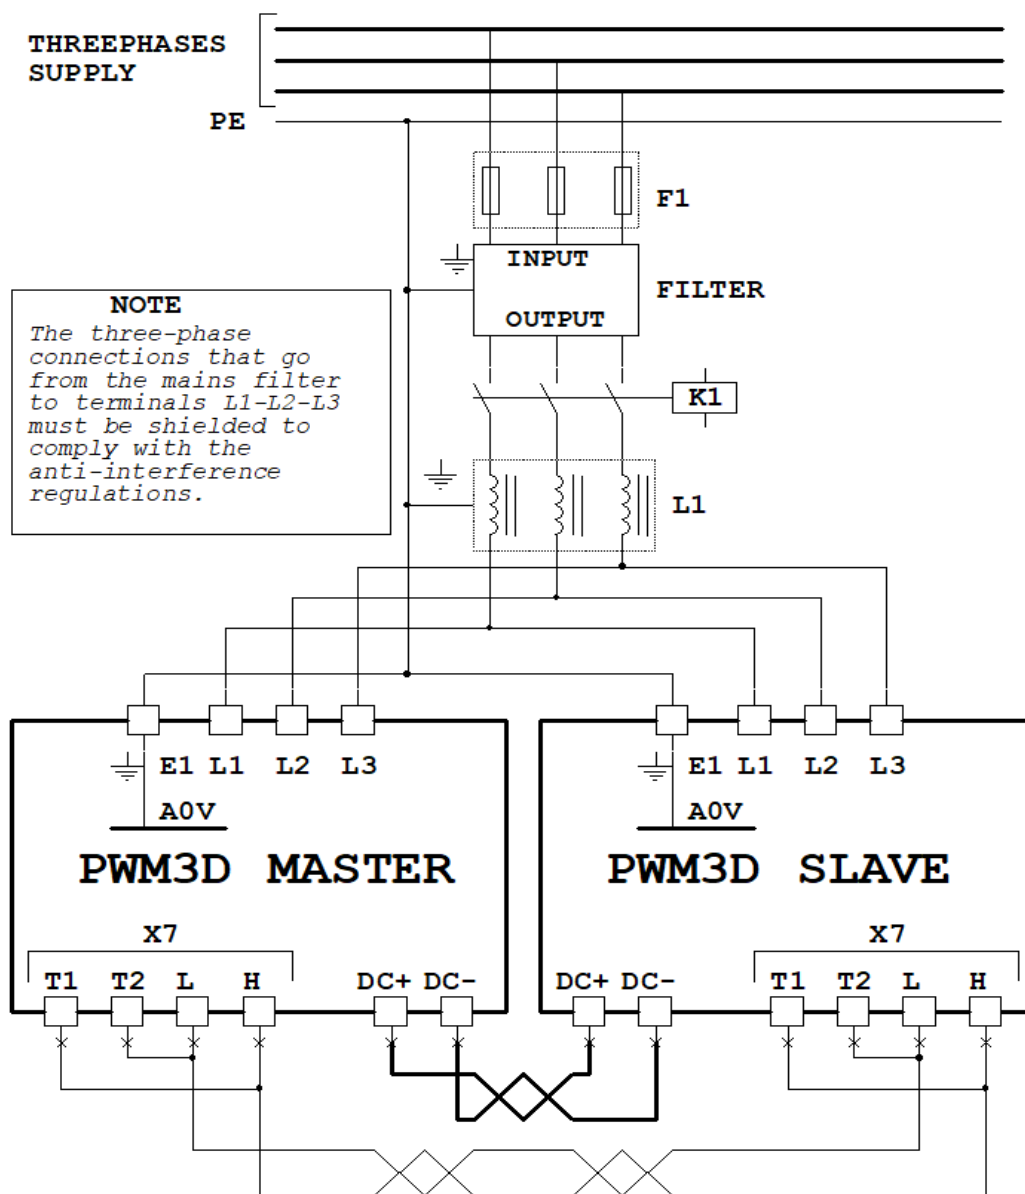 THREEPHASES
SUPPLY
PE
F1
INPUT
FILTER
OUTPUT
NOTE
The three-phase
connections that go
from the mains filter
to terminals L1-L2-L3
must be shielded to
comply with the
anti-interference
regulations.
K1
L1
E1 L1 L2 L3
E1 L1 L2 L3
A0V
A0V
PWM3D MASTER
PWM3D SLAVE
X7
X7
T1 T2 L H DC+ DC-
DC+ DC- T1 T2 L H